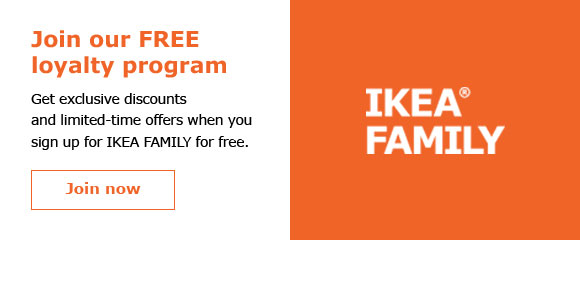 Join our FREE
loyalty program
Get exclusive discounts
and limited-time offers when you
sign up for IKEA FAMILY for free.
Join now
IKEA®
FAMILY